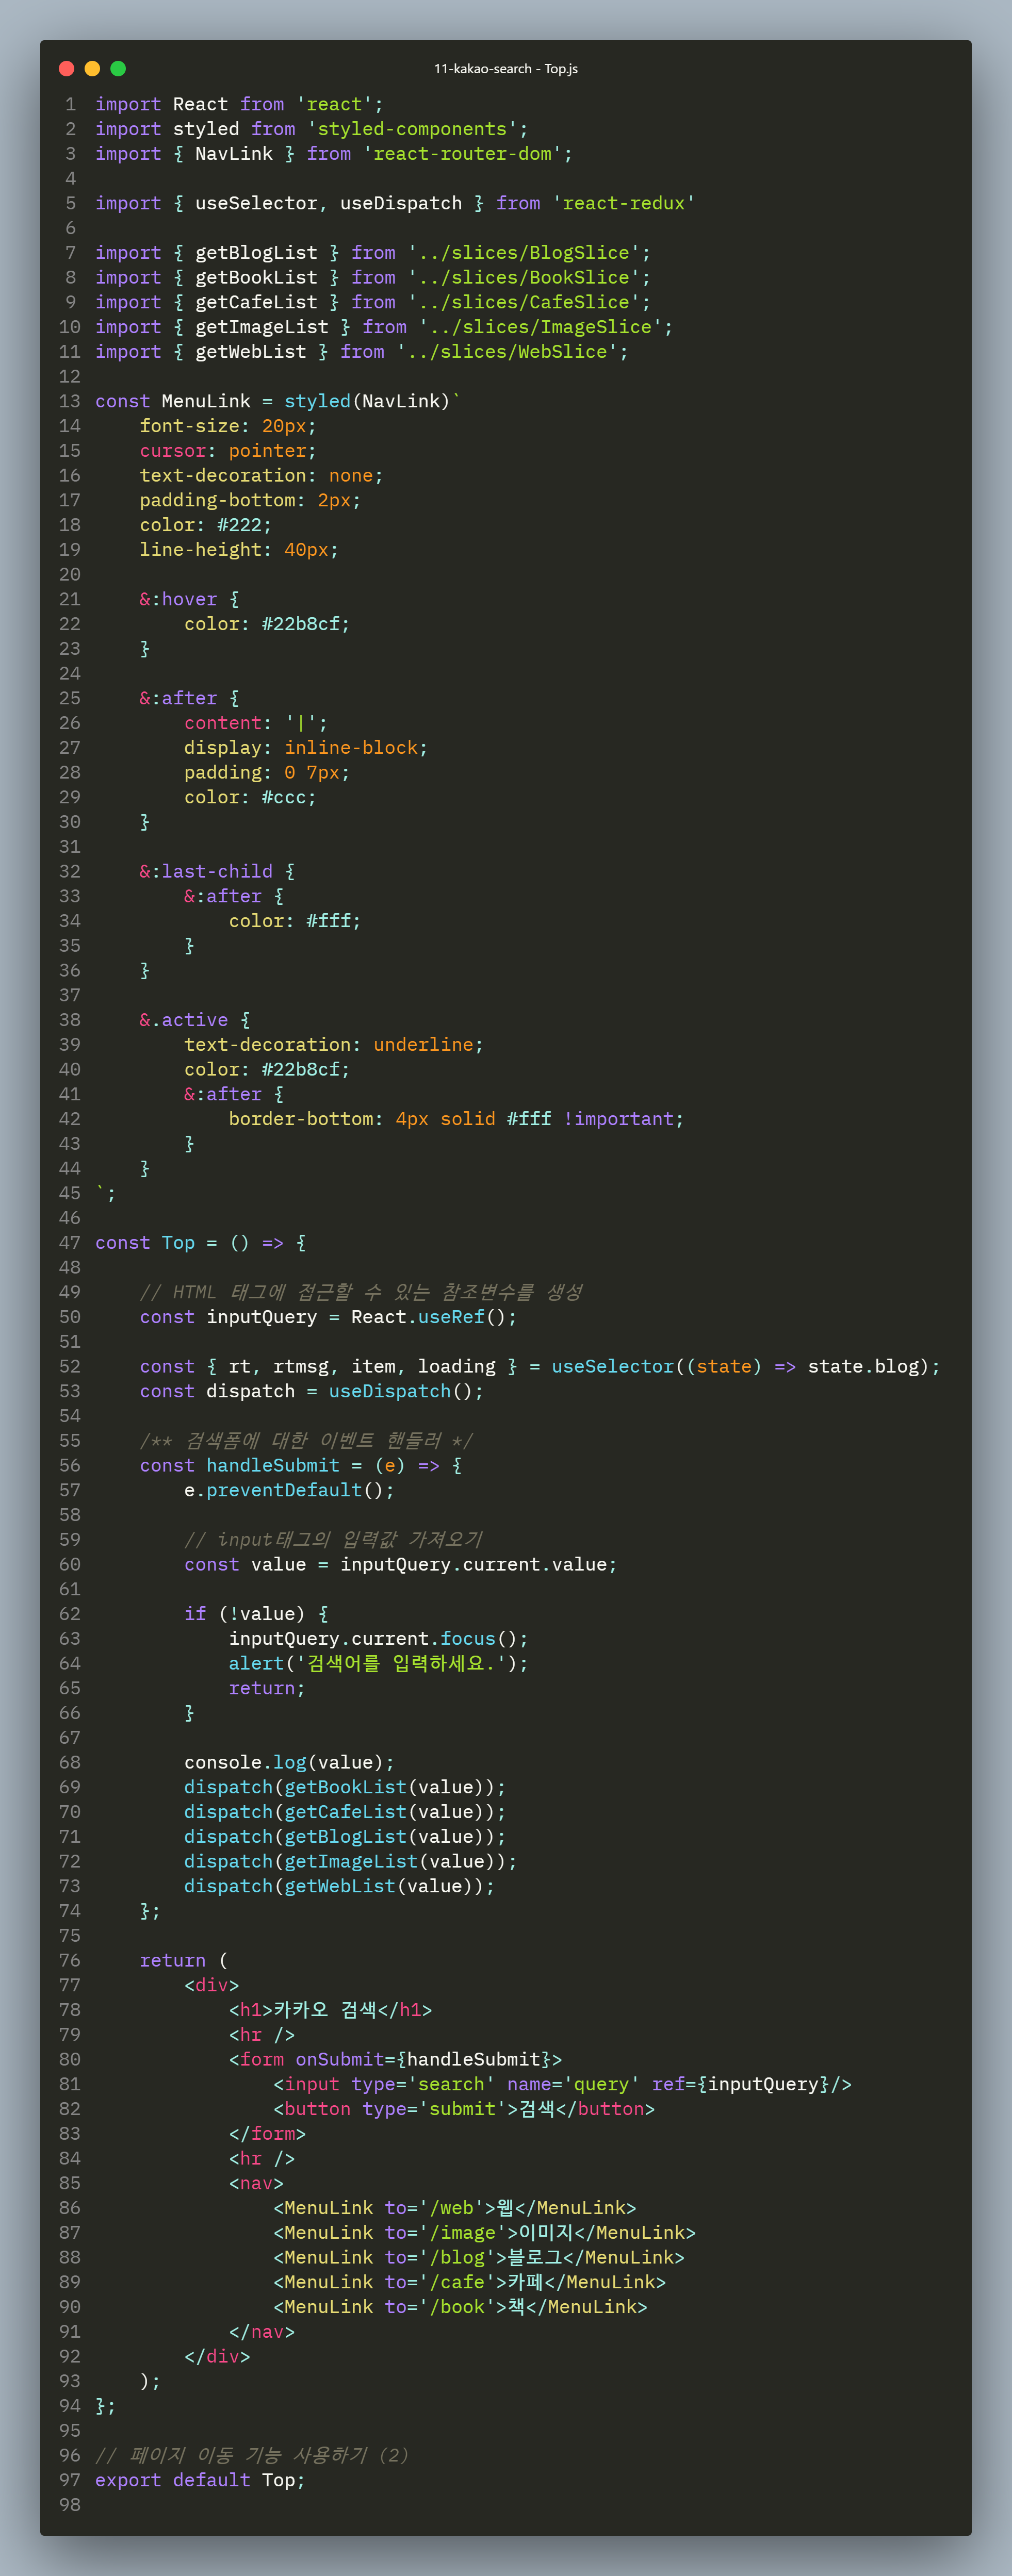 11-kakao-search - Top.js
1 import React from 'react';
2 import styled from 'styled-components';
3 import { NavLink } from 'react-router-dom';
4
5 import { useSelector, useDispatch } from 'react-redux'
6
7 import { getBlogList } from '../slices/BlogSlice';
8 import { getBookList } from '../slices/BookSlice';
9 import { getCafeList } from '../slices/CafeSlice';
10 import { getImageList } from '../slices/ImageSlice';
11 import { getWebList } from '../slices/WebSlice';
12
13 const MenuLink = styled(NavLink)`
14     font-size: 20px;
15     cursor: pointer;
16     text-decoration: none;
17     padding-bottom: 2px;
18     color: #222;
19     line-height: 40px;
20
21     &:hover {
22         color: #22b8cf;
23     }
24
25     &:after {
26         content: '|';
27         display: inline-block;
28         padding: 0 7px;
29         color: #ccc;
30     }
31
32     &:last-child {
33         &:after {
34             color: #fff;
35         }
36     }
37
38     &.active {
39         text-decoration: underline;
40         color: #22b8cf;
41         &:after {
42             border-bottom: 4px solid #fff !important;
43         }
44     }
45 `;
46
47 const Top = () => {
48
49     // HTML 태그에 접근할 수 있는 참조변수를 생성
50     const inputQuery = React.useRef();
51
52     const { rt, rtmsg, item, loading } = useSelector((state) => state.blog);
53     const dispatch = useDispatch();
54
55     /** 검색폼에 대한 이벤트 핸들러 */
56     const handleSubmit = (e) => {
57         e.preventDefault();
58
59         // input태그의 입력값 가져오기
60         const value = inputQuery.current.value;
61
62         if (!value) {
63             inputQuery.current.focus();
64             alert('검색어를 입력하세요.');
65             return;
66         }
67
68         console.log(value);
69         dispatch(getBookList(value));
70         dispatch(getCafeList(value));
71         dispatch(getBlogList(value));
72         dispatch(getImageList(value));
73         dispatch(getWebList(value));
74     };
75
76     return (
77         <div>
78             <h1>카카오 검색</h1>
79             <hr />
80             <form onSubmit={handleSubmit}>
81                 <input type='search' name='query' ref={inputQuery}/>
82                 <button type='submit'>검색</button>
83             </form>
84             <hr />
85             <nav>
86                 <MenuLink to='/web'>웹</MenuLink>
87                 <MenuLink to='/image'>이미지</MenuLink>
88                 <MenuLink to='/blog'>블로그</MenuLink>
89                 <MenuLink to='/cafe'>카페</MenuLink>
90                 <MenuLink to='/book'>책</MenuLink>
91             </nav>
92         </div>
93     );
94 };
95
96 // 페이지 이동 기능 사용하기 (2)
97 export default Top;
98